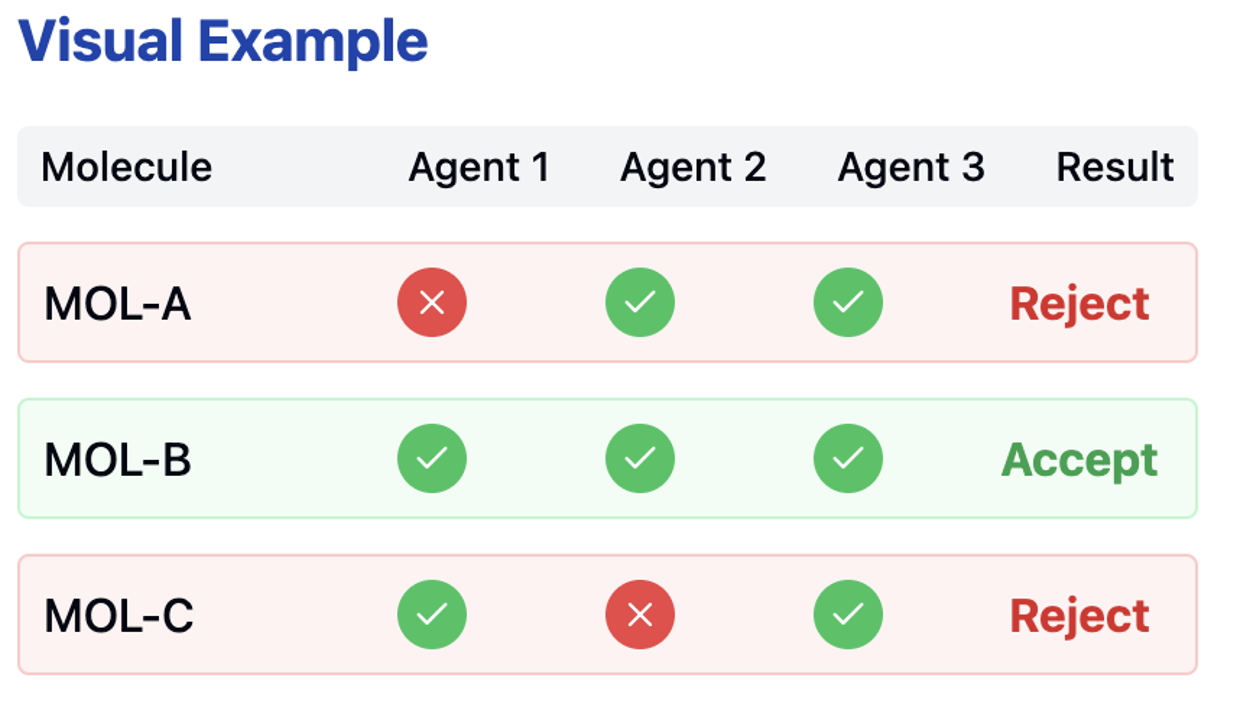 Visual Example
Molecule Agent 1 Agent 2 Agent 3 Result
MOL-A Reject
MOL-B Accept
MOL-C Reject